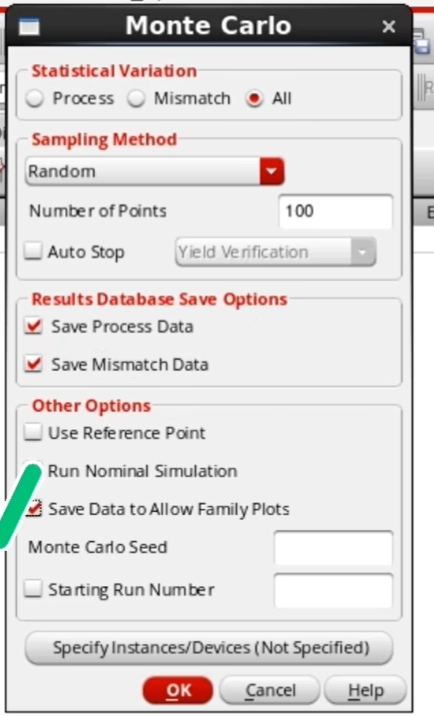 Monte Carlo
Statistical Variation
Process Mismatch All
Sampling Method
Random
Number of Points 100
Auto Stop Yield Verification
Results Database Save Options
Save Process Data
Save Mismatch Data
Other Options
Use Reference Point
Run Nominal Simulation
Save Data to Allow Family Plots
Monte Carlo Seed
Starting Run Number
Specify Instances/Devices (Not Specified)
OK Cancel Help